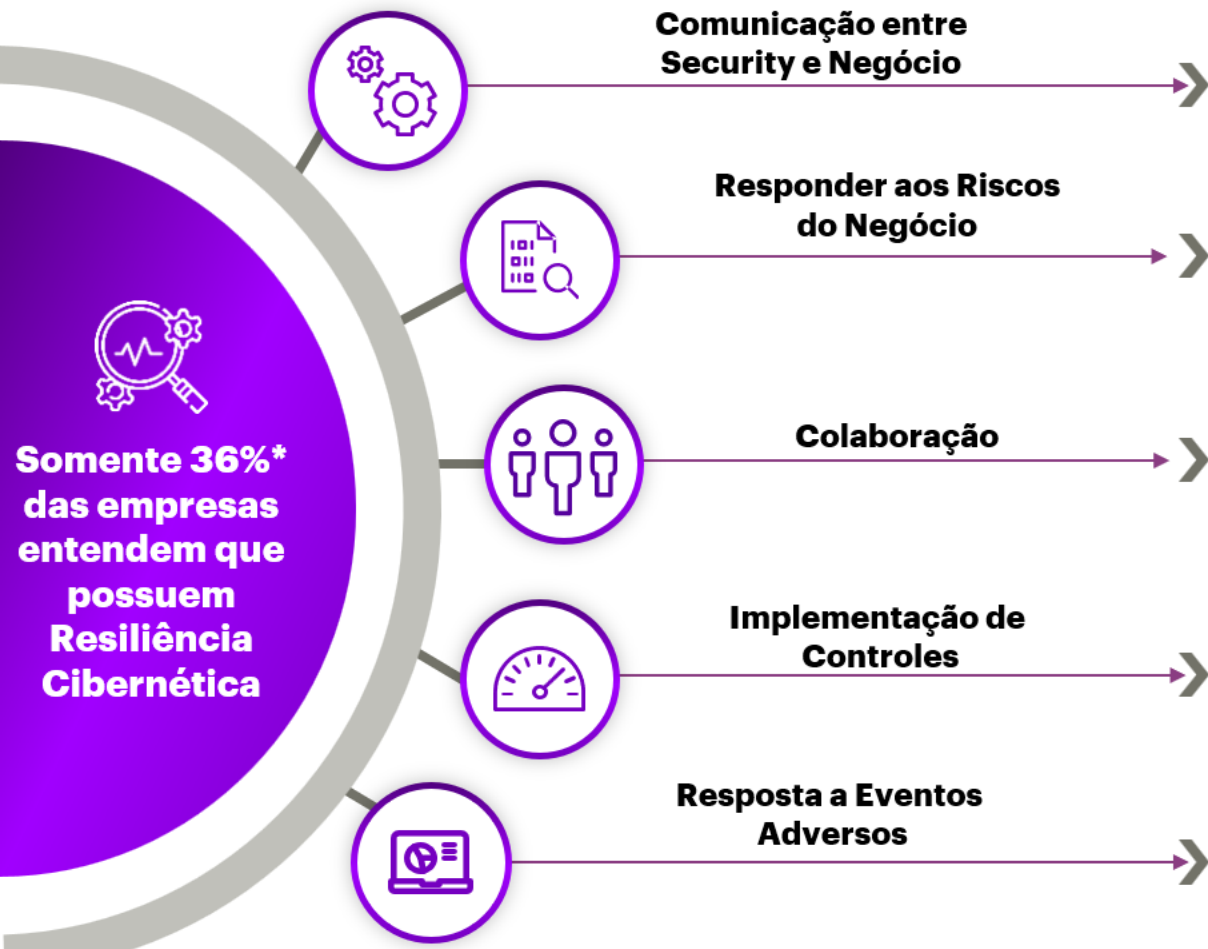 Comunicação entre
Security e Negócio
Responder aos Riscos
do Negócio
Somente 36%*
das empresas
entendem que
possuem
Resiliência
Cibernética
Colaboração
Implementação de
Controles
Resposta a Eventos
Adversos